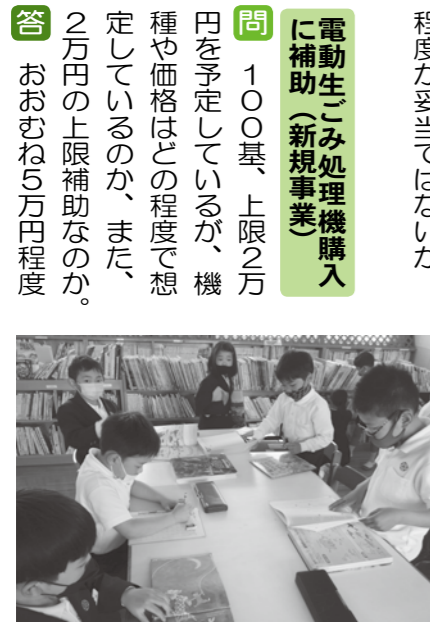 程度が妥当ではないか
電動生ごみ処理機購入
に補助（新規事業）
問　１００基、上限２万
円を予定しているが、機
種や価格はどの程度で想
定しているのか、また、
２万円の上限補助なのか。
答　おおむね５万円程度